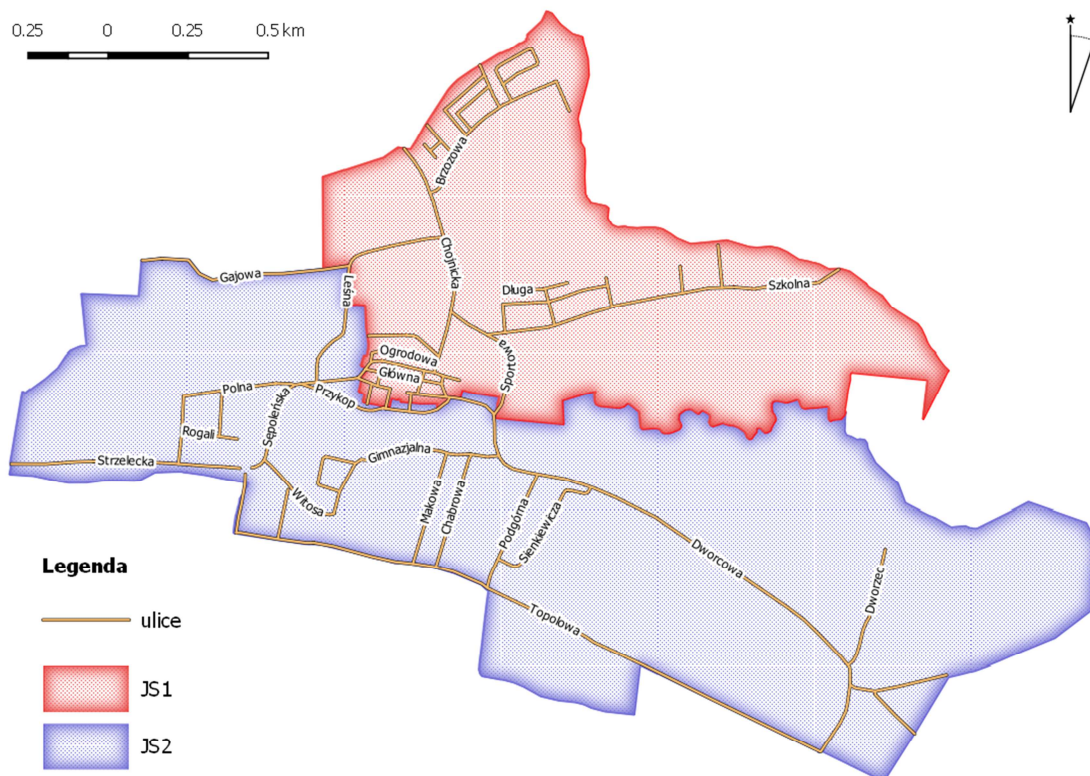 0.25 0 0.25 0.5 km
Brzozowa
Chojnicka
Gajowa
Leśna
Długa
Szkolna
Sportowa
Ogrodowa
Główna
Polna
Przykop
Sępoleńska
Rogali
Strzelecka
Gimnazjalna
Witosa
Makowa
Chabrowa
Podgórna
Sienkiewicza
Dworcowa
Dworzec
Topolowa
Legenda
ulice
JS1
JS2